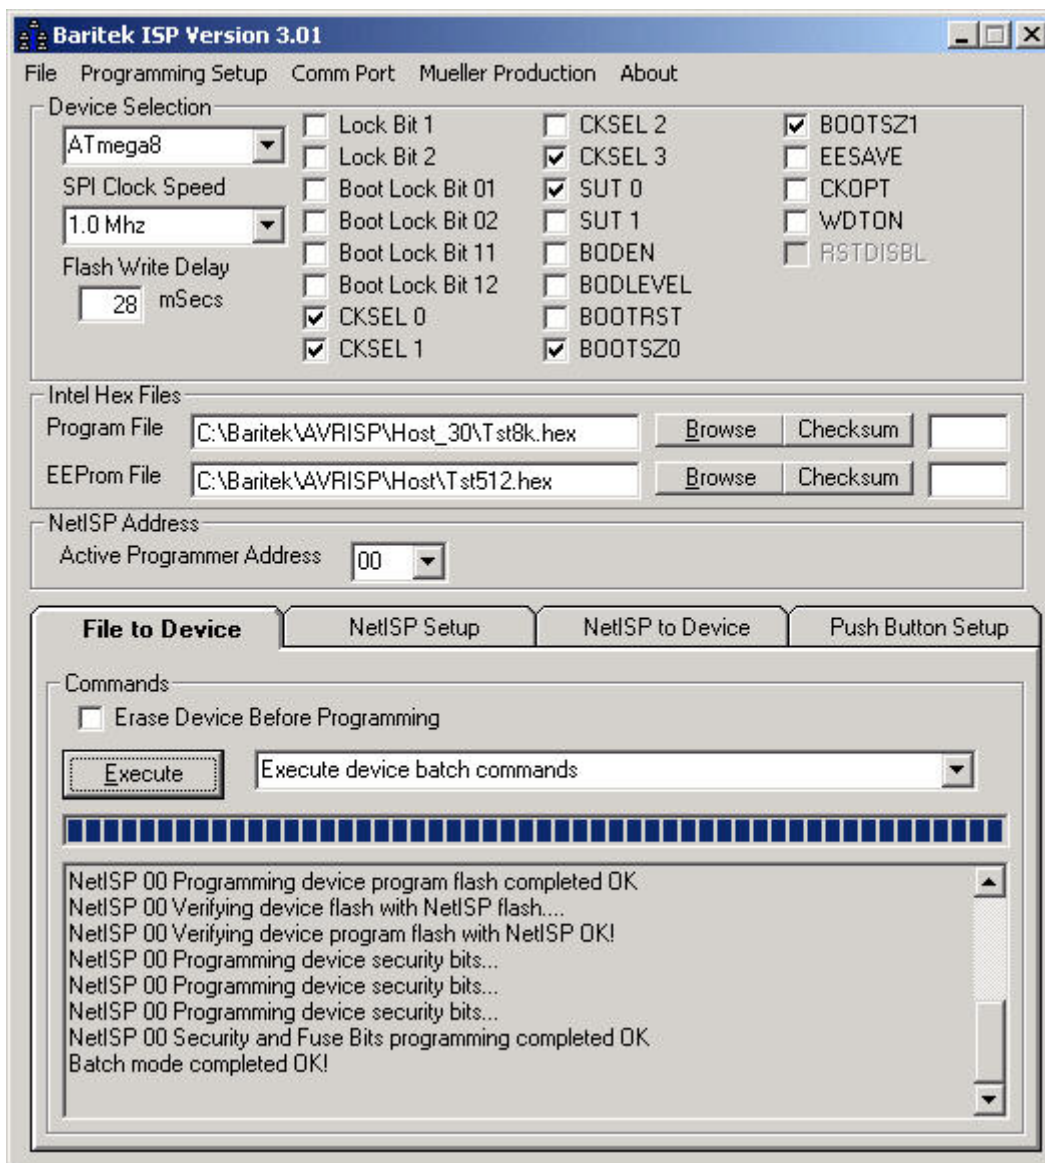 Baritek ISP Version 3.01
File Programming Setup Comm Port Mueller Production About
Device Selection
ATmega8
SPI Clock Speed
1.0 Mhz
Flash Write Delay
28 mSecs
Lock Bit 1
Lock Bit 2
Boot Lock Bit 01
Boot Lock Bit 02
Boot Lock Bit 11
Boot Lock Bit 12
CKSEL 0
CKSEL 1
CKSEL 2
CKSEL 3
SUT 0
SUT 1
BODEN
BODLEVEL
BOOTRST
BOOTSZ0
BOOTSZ1
EESAVE
CKOPT
WDTON
RSTDISBL
Intel Hex Files
Program File C:\Baritek\AVRISP\Host_30\Tst8k.hex Browse Checksum
EEProm File C:\Baritek\AVRISP\Host\Tst512.hex Browse Checksum
NetISP Address
Active Programmer Address 00
File to Device NetISP Setup NetISP to Device Push Button Setup
Commands
Erase Device Before Programming
Execute Execute device batch commands
NetISP 00 Programming device program flash completed OK
NetISP 00 Verifying device flash with NetISP flash....
NetISP 00 Verifying device program flash with NetISP OK!
NetISP 00 Programming device security bits...
NetISP 00 Programming device security bits...
NetISP 00 Programming device security bits...
NetISP 00 Security and Fuse Bits programming completed OK
Batch mode completed OK!